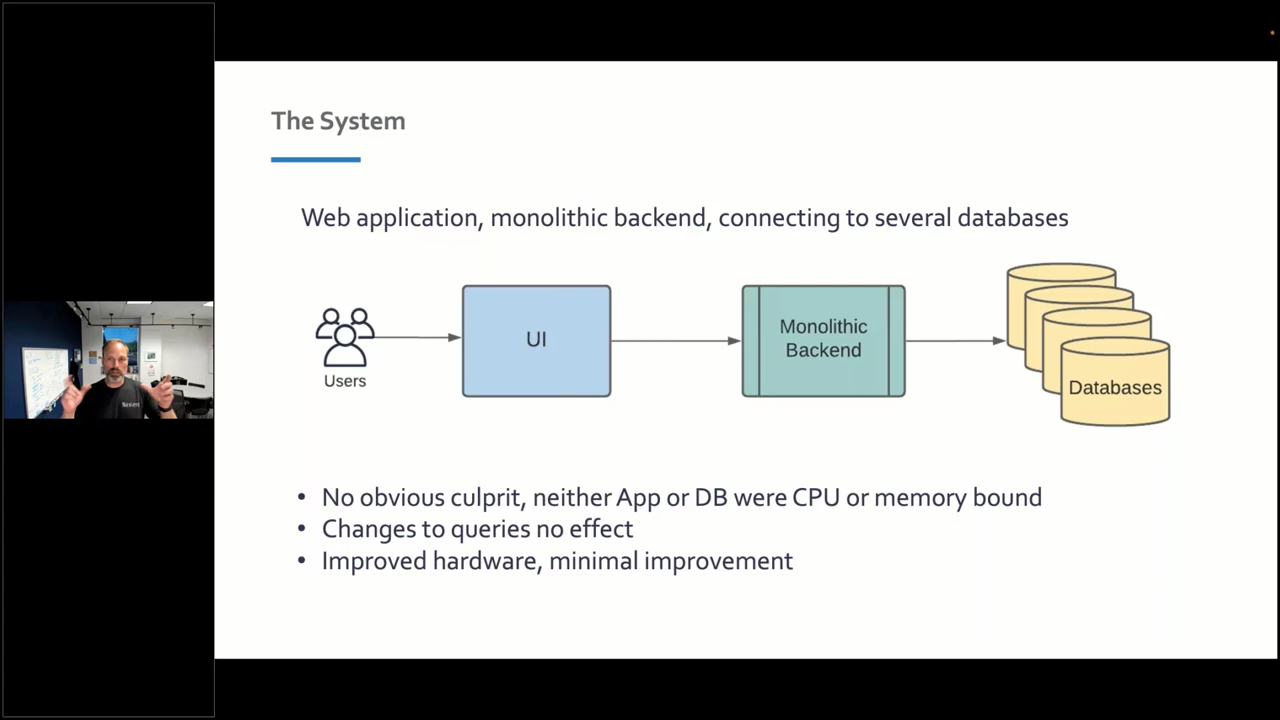 The System
Web application, monolithic backend, connecting to several databases
Users
UI
Monolithic
Backend
Databases
• No obvious culprit, neither App or DB were CPU or memory bound
• Changes to queries no effect
• Improved hardware, minimal improvement